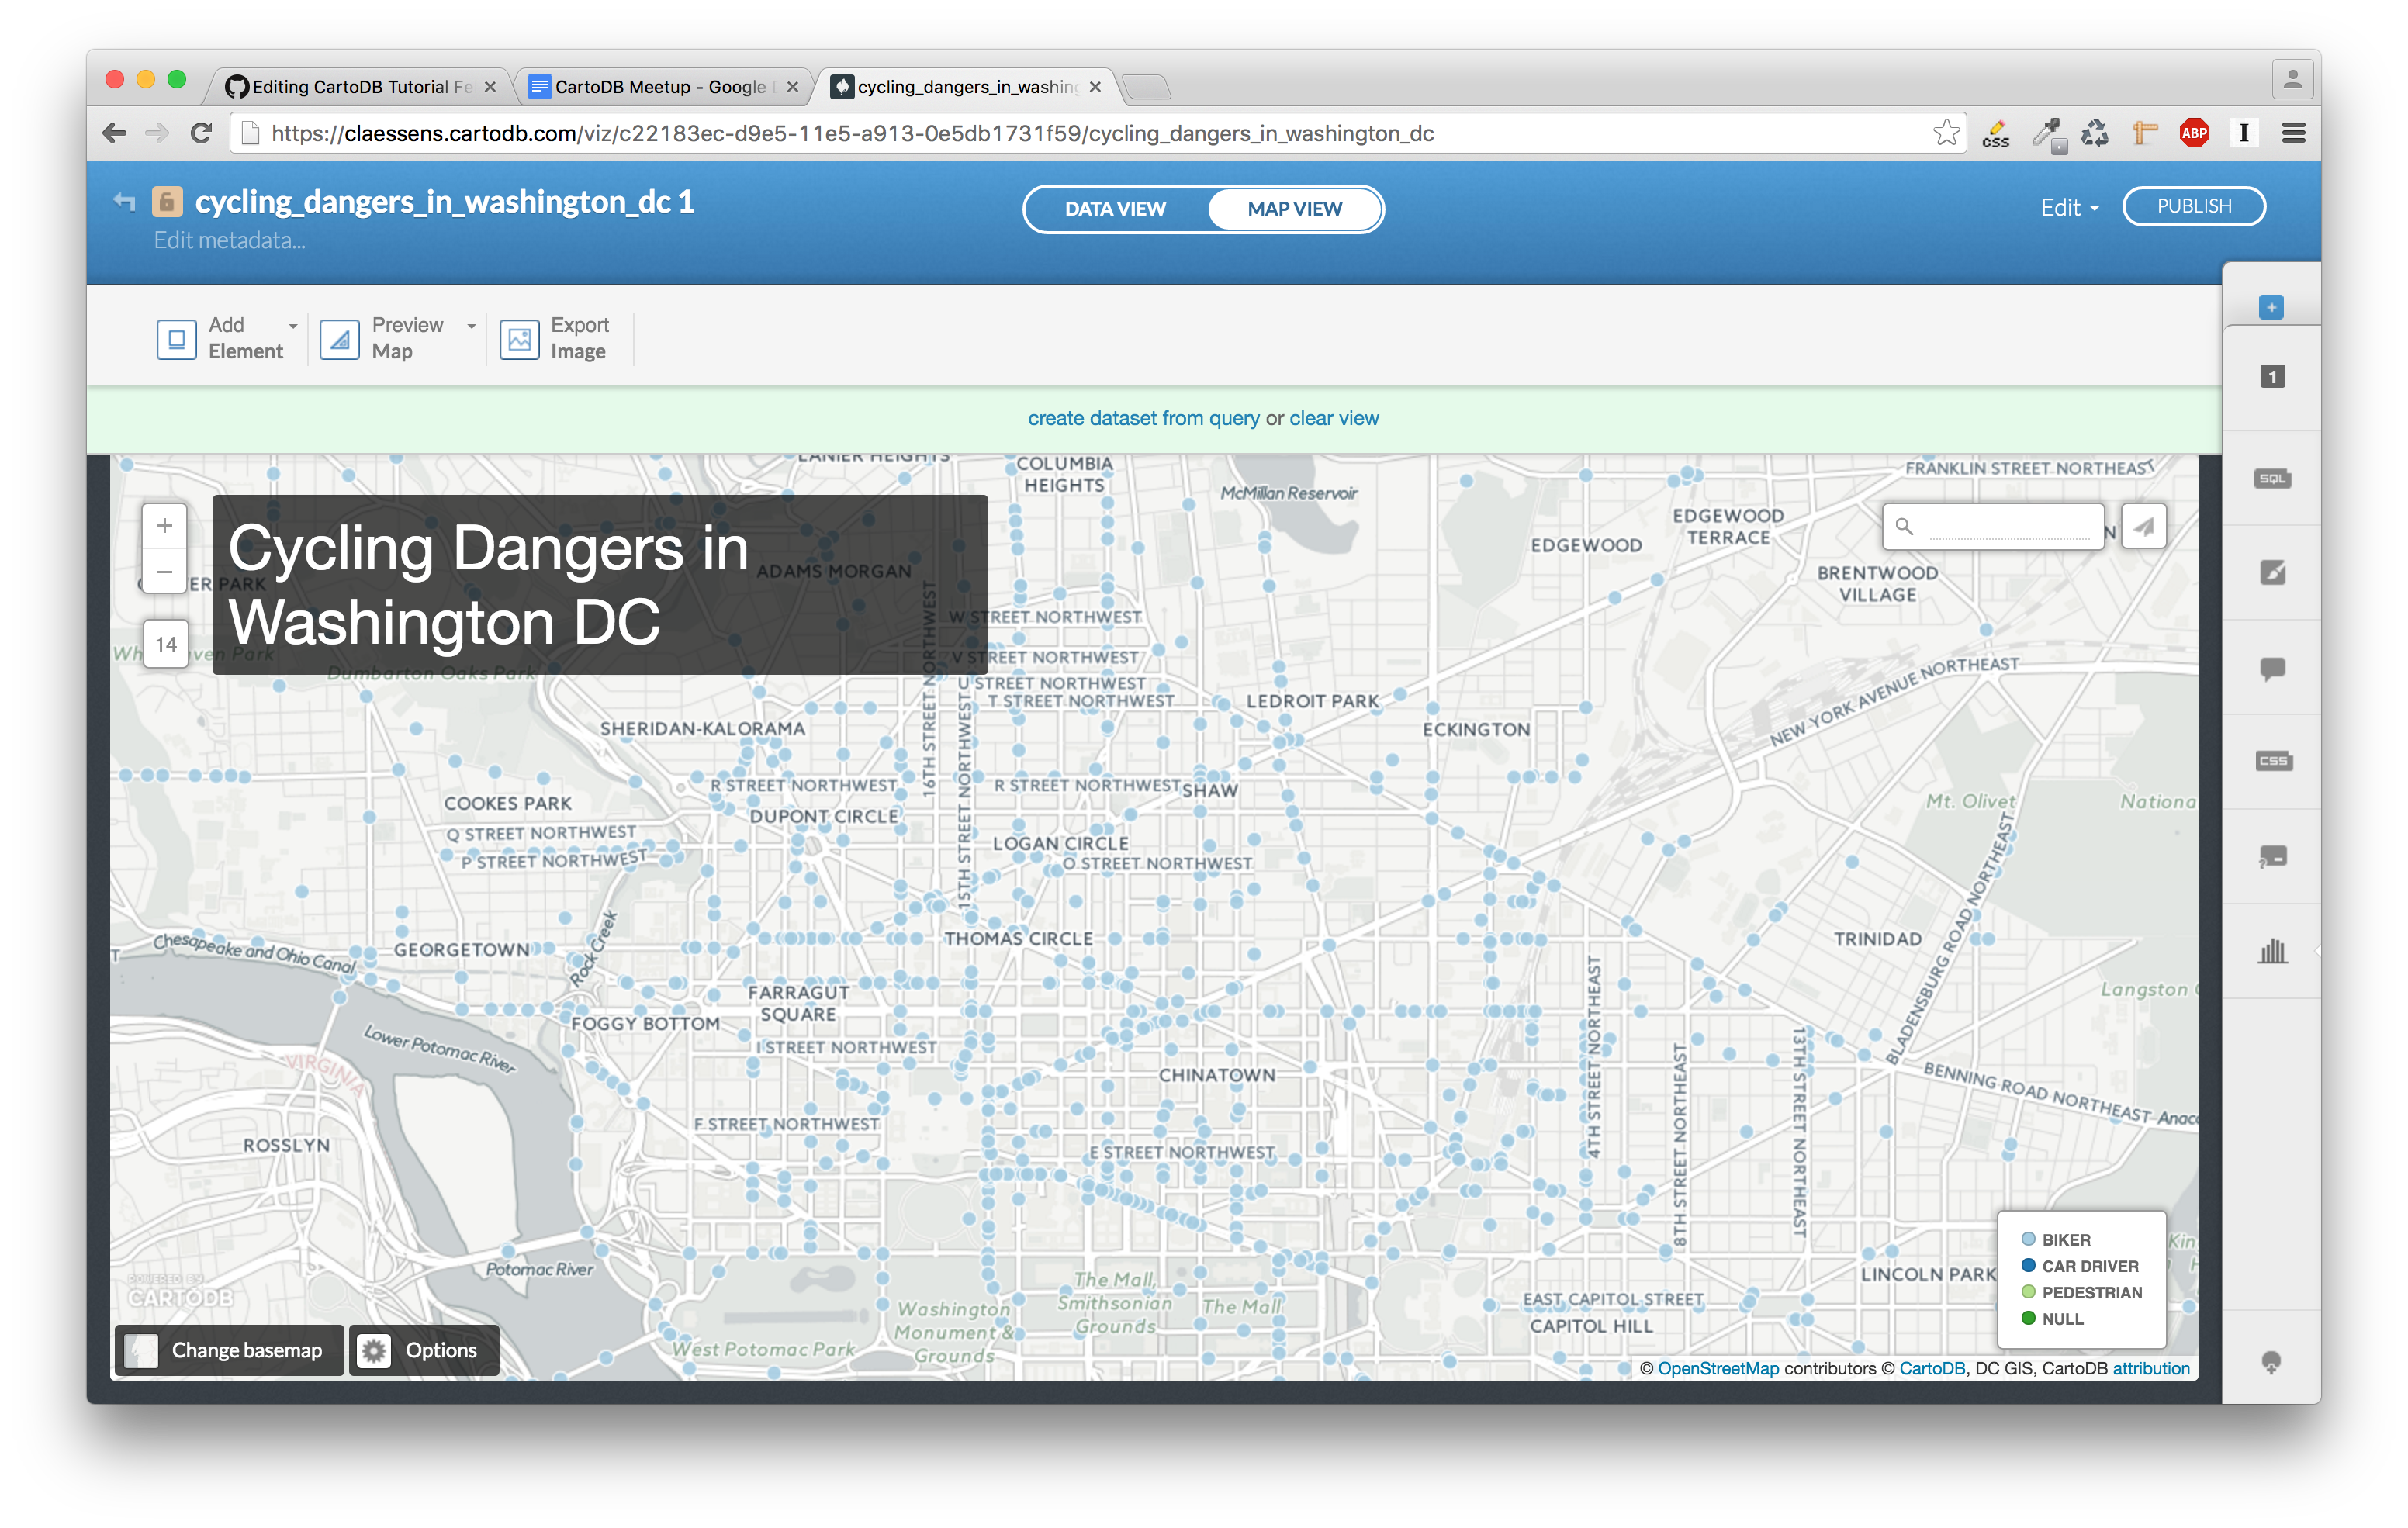 Editing CartoDB Tutorial Fe
CartoDB Meetup - Google
cycling_dangers_in_washing
https://claessens.cartodb.com/viz/c22183ec-d9e5-11e5-a913-0e5db1731f59/cycling_dangers_in_washington_dc
css
ABP
I
cycling_dangers_in_washington_dc 1
Edit metadata...
DATA VIEW
MAP VIEW
Edit
PUBLISH
Add
Element
Preview
Map
Export
Image
1
SQL
CSS
create dataset from query or clear view
LANIER HEIGHTS
COLUMBIA
HEIGHTS
McMillan Reservoir
FRANKLIN STREET NORTHEAST
EDGEWOOD
TERRACE
EDGEWOOD
BRENTWOOD
VILLAGE
+
−
14
Cycling Dangers in
Washington DC
ADAMS MORGAN
Dumbarton Oaks Park
W STREET NORTHWEST
V STREET NORTHWEST
STREET NORTHWEST
T STREET NORTHWEST
16TH STREET NORTHWEST
15TH STREET NORTHWEST
LEDROIT PARK
ECKINGTON
NEW YORK AVENUE NORTHEAST
SHERIDAN-KALORAMA
R STREET NORTHWEST
R STREET NORTHWEST
SHAW
COOKES PARK
DUPONT CIRCLE
Q STREET NORTHWEST
P STREET NORTHWEST
LOGAN CIRCLE
O STREET NORTHWEST
Mt. Olivet
Nationa
Rock Creek
Chesapeake and Ohio Canal
GEORGETOWN
THOMAS CIRCLE
TRINIDAD
BLADENSBURG ROAD NORTHEAST
Langston
FARRAGUT
SQUARE
FOGGY BOTTOM
I STREET NORTHWEST
Lower Potomac River
VIRGINIA
CHINATOWN
4TH STREET NORTHEAST
8TH STREET NORTHEAST
13TH STREET NORTHEAST
BENNING ROAD NORTHEAST
Anac
F STREET NORTHWEST
ROSSLYN
E STREET NORTHWEST
Potomac River
POWERED BY
CARTODB
The Mall,
Smithsonian
Grounds
The Mall
Washington
Monument &
Grounds
West Potomac Park
EAST CAPITOL STREET
CAPITOL HILL
LINCOLN PARK
Kin
BIKER
CAR DRIVER
PEDESTRIAN
NULL
Change basemap
Options
© OpenStreetMap contributors © CartoDB, DC GIS, CartoDB attribution